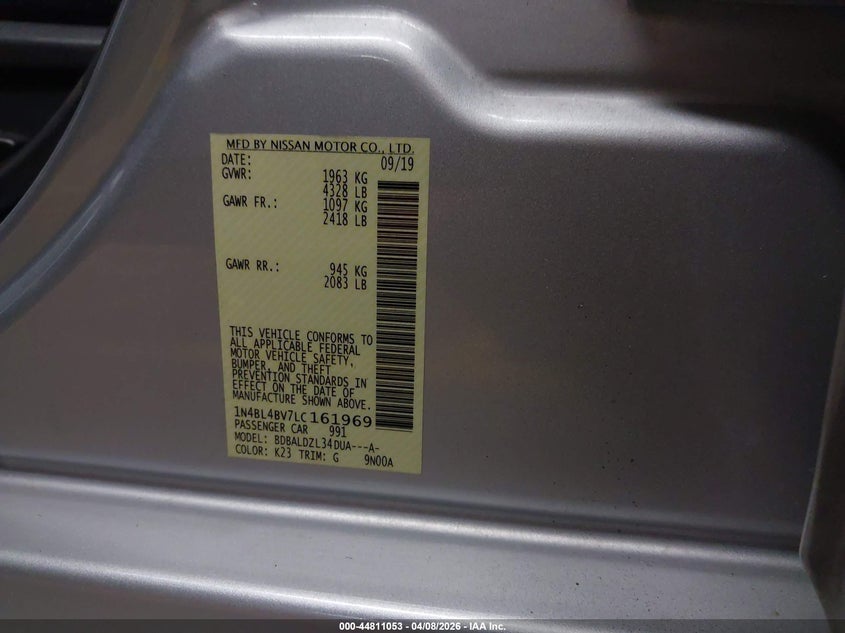 MFD BY NISSAN MOTOR CO., LTD.
DATE: 09/19
GVWR: 1963 KG
4328 LB
GAWR FR.: 1097 KG
2418 LB
GAWR RR.: 945 KG
2083 LB
THIS VEHICLE CONFORMS TO
ALL APPLICABLE FEDERAL
MOTOR VEHICLE SAFETY,
BUMPER, AND THEFT
PREVENTION STANDARDS IN
EFFECT ON THE DATE OF
MANUFACTURE SHOWN ABOVE.
1N4BL4BV7LC161969
PASSENGER CAR 991
MODEL: BDBALDZL34DUA---A-
COLOR: K23 TRIM: G 9N00A
000-44811053 - 04/08/2026 - IAA Inc.